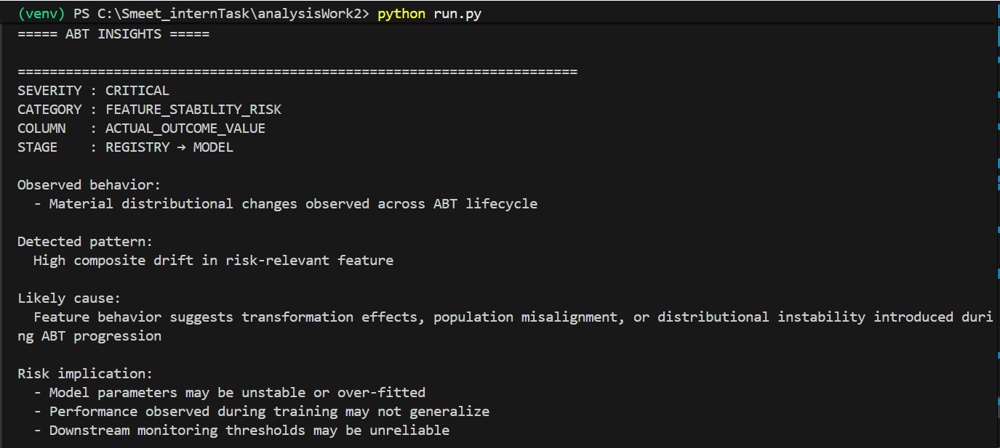 (venv) PS C:\Smeet_internTask\analysisWork2> python run.py
===== ABT INSIGHTS =====
======================================================================
SEVERITY : CRITICAL
CATEGORY : FEATURE_STABILITY_RISK
COLUMN   : ACTUAL_OUTCOME_VALUE
STAGE    : REGISTRY → MODEL
Observed behavior:
  - Material distributional changes observed across ABT lifecycle
Detected pattern:
  High composite drift in risk-relevant feature
Likely cause:
  Feature behavior suggests transformation effects, population misalignment, or distributional instability introduced duri
ng ABT progression
Risk implication:
  - Model parameters may be unstable or over-fitted
  - Performance observed during training may not generalize
  - Downstream monitoring thresholds may be unreliable